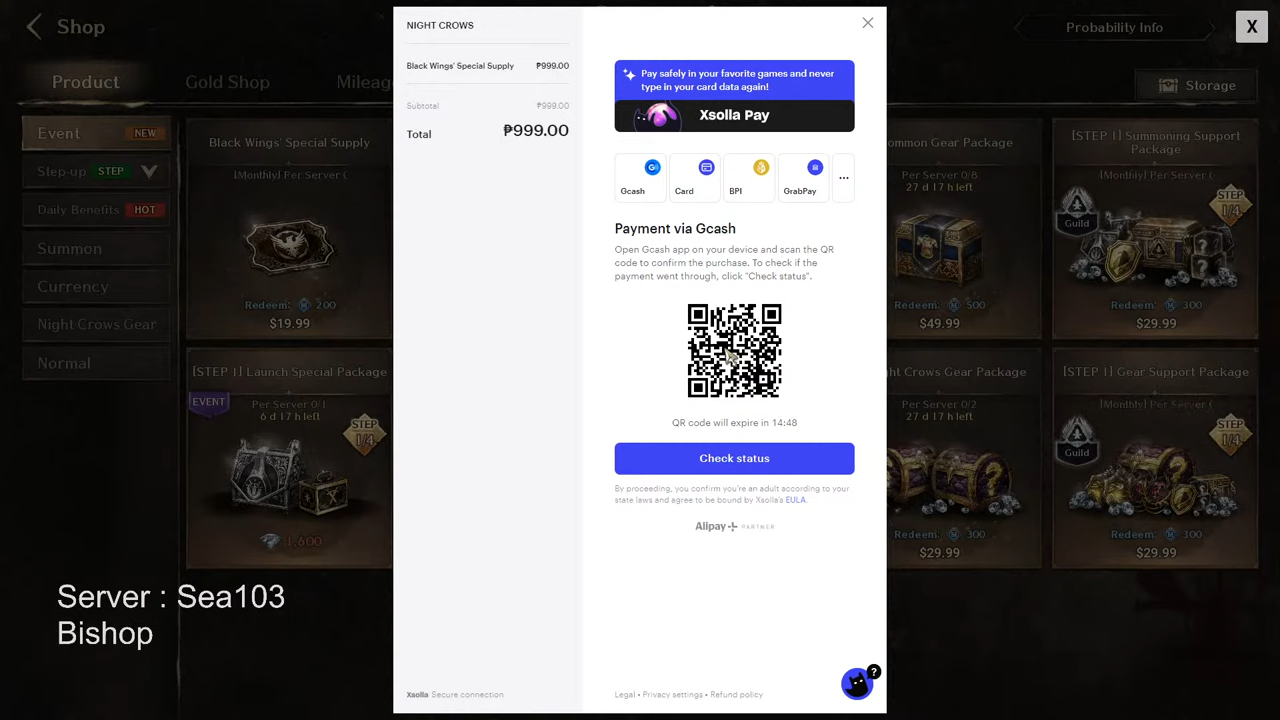 Shop
Probability Info
X
Product
Gold Shop
Mileag
Storage
Event
NEW
Step-up
STEP
Daily Benefits
HOT
Summon
Currency
Night Crows Gear
Normal
Black Wings' Special Supply
[Monthly] Per Server (
Redeem: 200
$19.99
[STEP 1] Launch Special Package
EVENT
Per Server 0/1
6 d 17 h left
STEP
1/4
1,600
Server : Sea103
Bishop
NIGHT CROWS
Black Wings' Special Supply ₱999.00
Subtotal ₱999.00
Total ₱999.00
Xsolla Secure connection
Pay safely in your favorite games and never
type in your card data again!
Xsolla Pay
Gcash
Card
BPI
GrabPay
...
Payment via Gcash
Open Gcash app on your device and scan the QR
code to confirm the purchase. To check if the
payment went through, click "Check status".
QR code will expire in 14:48
Check status
By proceeding, you confirm you're an adult according to your
state laws and agree to be bound by Xsolla's EULA.
Alipay+ PARTNER
Legal • Privacy settings • Refund policy
?
ommon Gear Package
Per Server 0/8
27 d 17 h left
Redeem: 500
$49.99
[STEP 1] Summoning Support
Package
[Monthly] Per Server (
Guild
STEP
1/4
Redeem: 300
$29.99
ht Crows Gear Package
Per Server 0/2
27 d 17 h left
Redeem: 300
$29.99
[STEP 1] Gear Support Package
[Monthly] Per Server (
Guild
STEP
1/4
Redeem: 300
$29.99